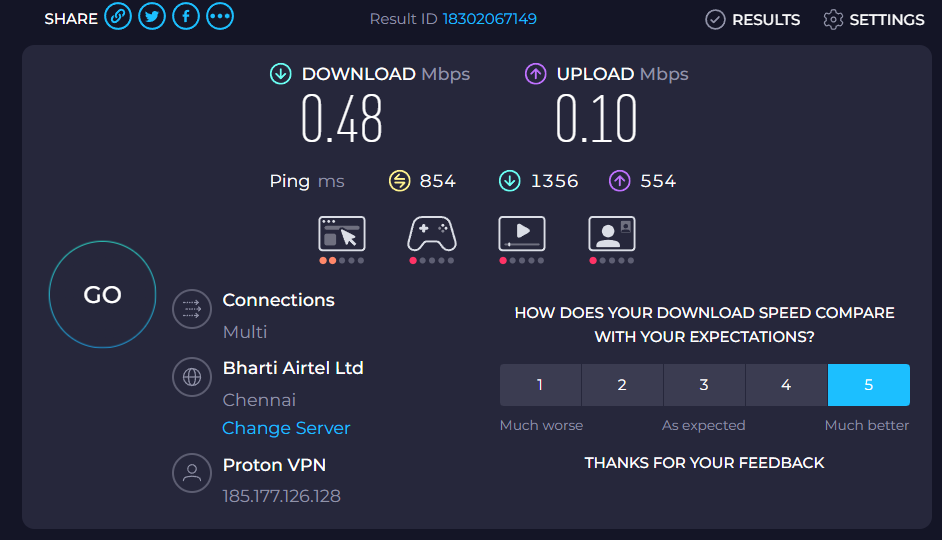 SHARE
Result ID 18302067149
RESULTS
SETTINGS
DOWNLOAD Mbps
0.48
UPLOAD Mbps
0.10
Ping ms 854 1356 554
GO
Connections
Multi
Bharti Airtel Ltd
Chennai
Change Server
Proton VPN
185.177.126.128
HOW DOES YOUR DOWNLOAD SPEED COMPARE
WITH YOUR EXPECTATIONS?
1 2 3 4 5
Much worse As expected Much better
THANKS FOR YOUR FEEDBACK